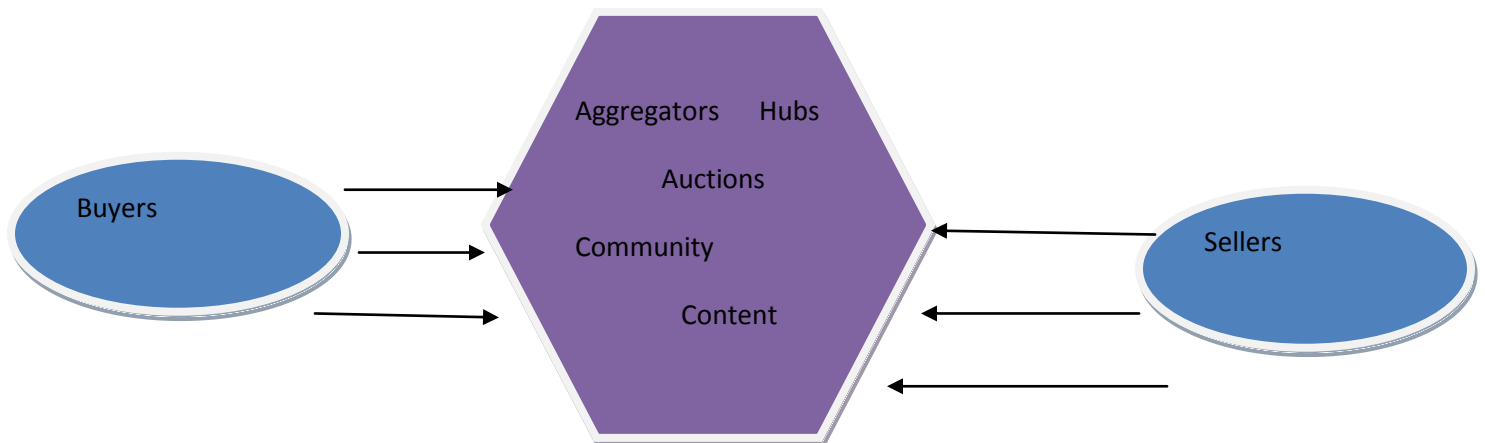 Buyers
Aggregators Hubs
Auctions
Community
Content
Sellers